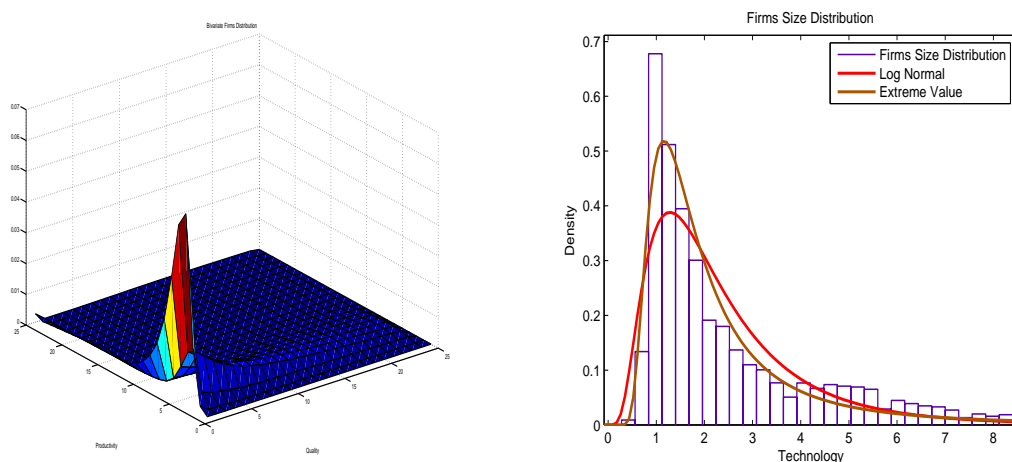 Bivariate Firms Distribution
0.07
0.06
0.05
0.04
0.03
0.02
0.01
0
25
20
15
10
5
0
0
5
10
15
20
25
Productivity
Quality
Firms Size Distribution
Firms Size Distribution
Log Normal
Extreme Value
0.7
0.6
0.5
0.4
0.3
0.2
0.1
0
Density
0 1 2 3 4 5 6 7 8
Technology